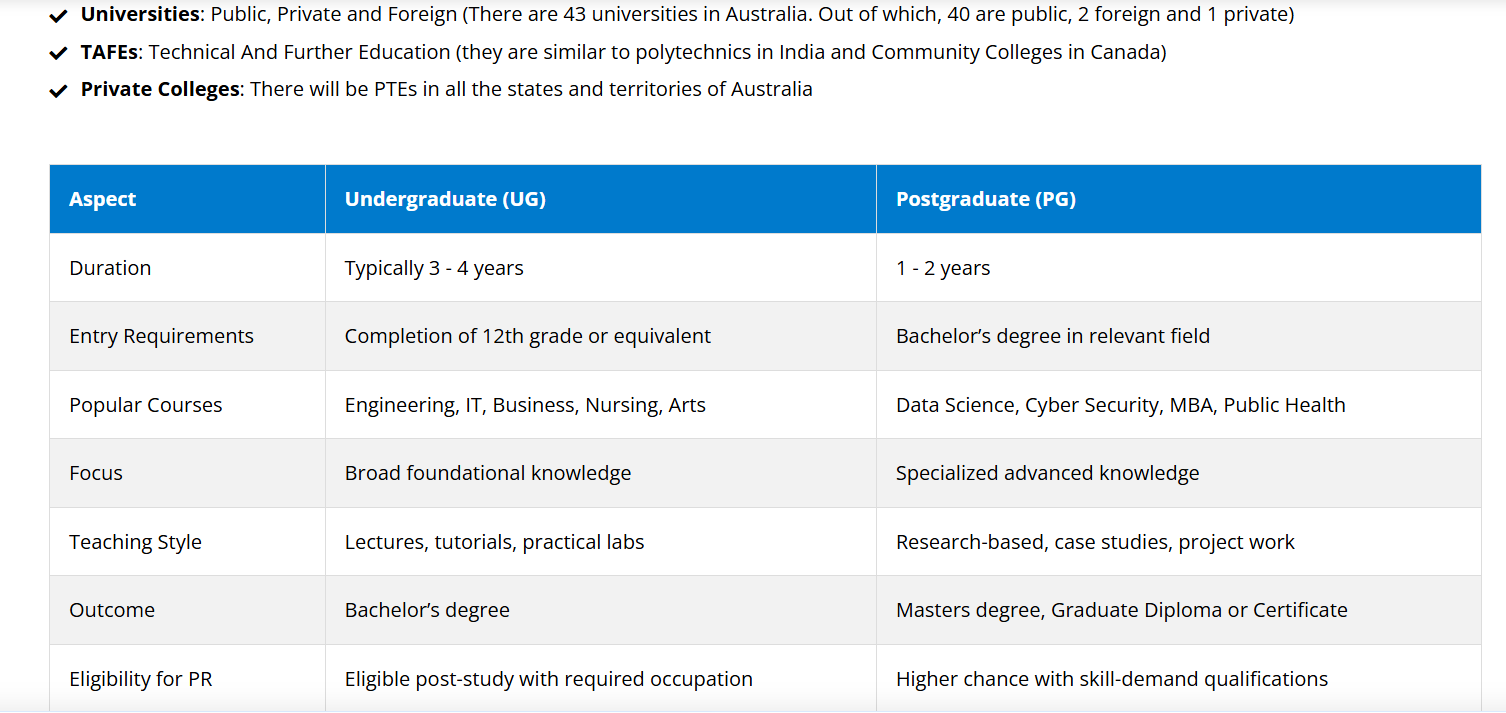 Universities: Public, Private and Foreign (There are 43 universities in Australia. Out of which, 40 are public, 2 foreign and 1 private)
TAFEs: Technical And Further Education (they are similar to polytechnics in India and Community Colleges in Canada)
Private Colleges: There will be PTEs in all the states and territories of Australia
Aspect Undergraduate (UG) Postgraduate (PG)
Duration Typically 3 - 4 years 1 - 2 years
Entry Requirements Completion of 12th grade or equivalent Bachelor’s degree in relevant field
Popular Courses Engineering, IT, Business, Nursing, Arts Data Science, Cyber Security, MBA, Public Health
Focus Broad foundational knowledge Specialized advanced knowledge
Teaching Style Lectures, tutorials, practical labs Research-based, case studies, project work
Outcome Bachelor’s degree Masters degree, Graduate Diploma or Certificate
Eligibility for PR Eligible post-study with required occupation Higher chance with skill-demand qualifications